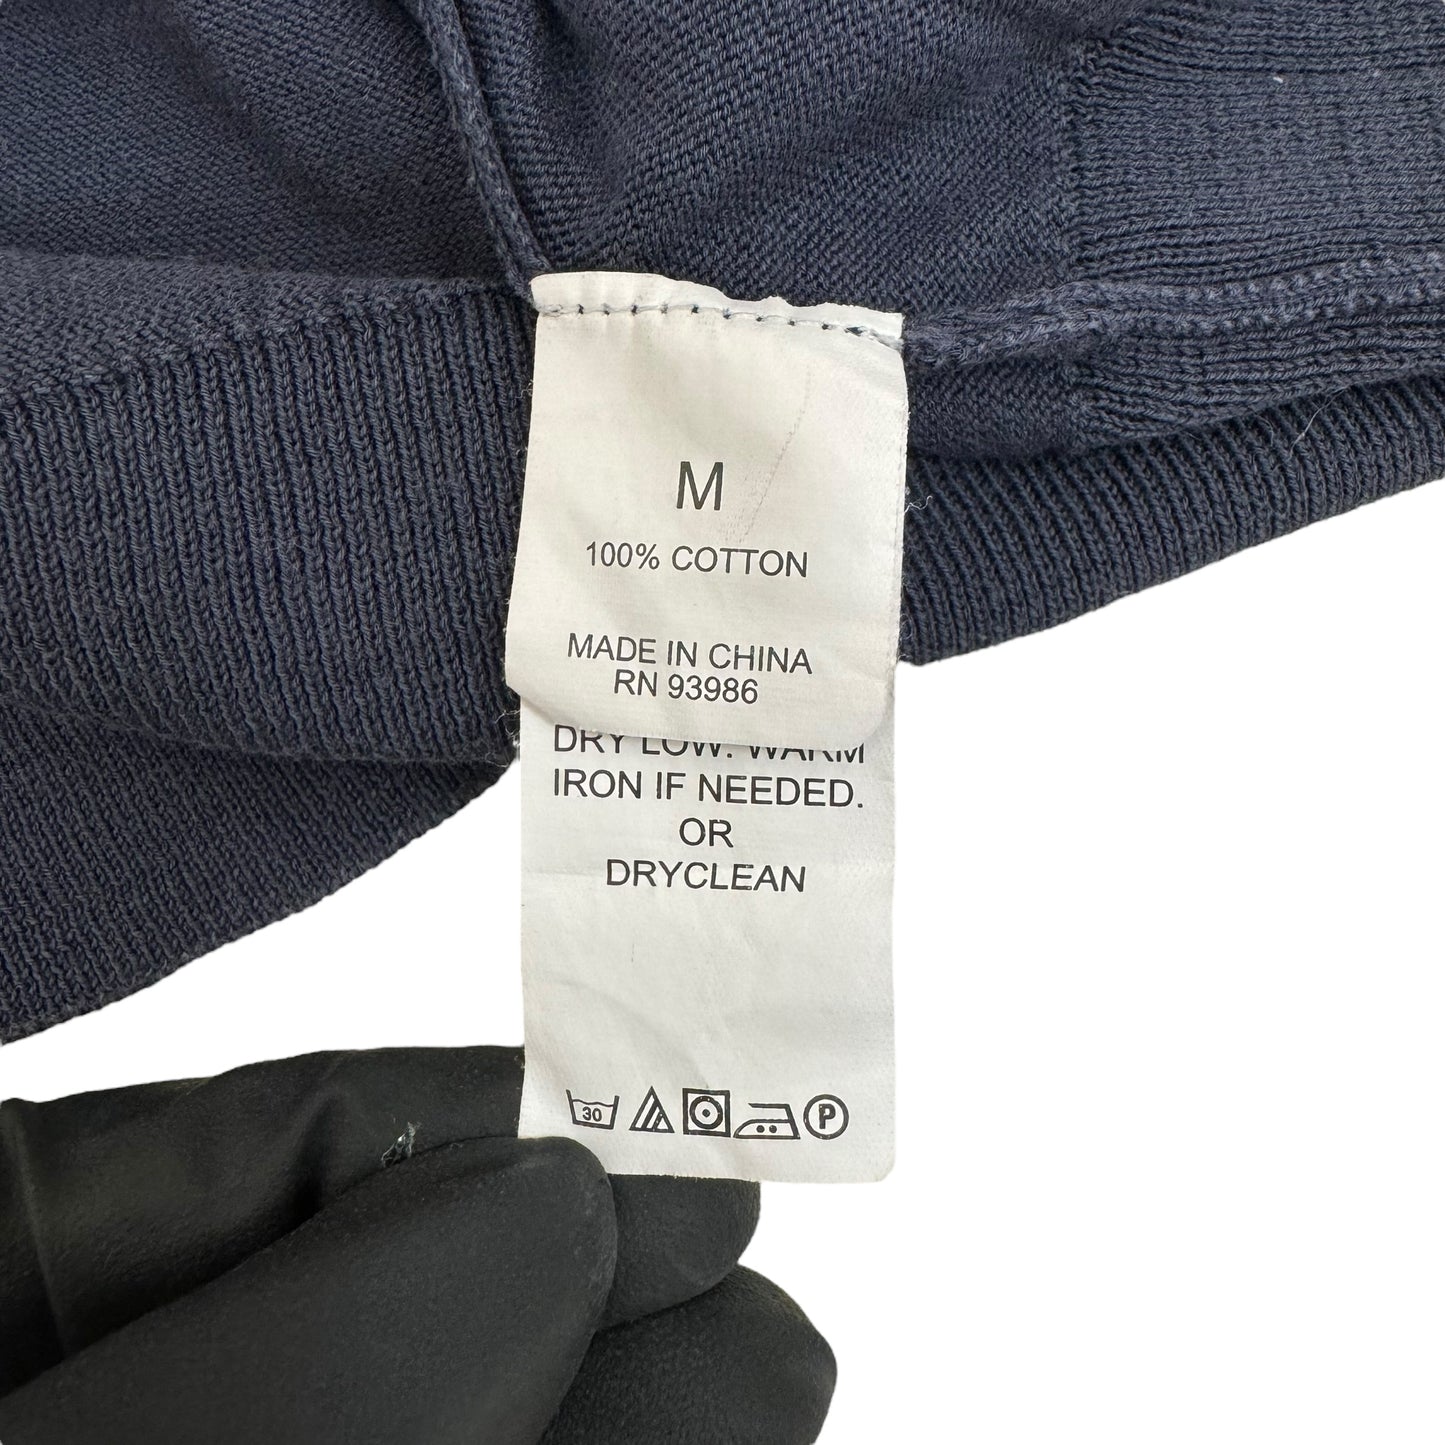 M
100% COTTON
MADE IN CHINA
RN 93986
DRY LOW. WARM
IRON IF NEEDED.
OR
DRYCLEAN
30
P